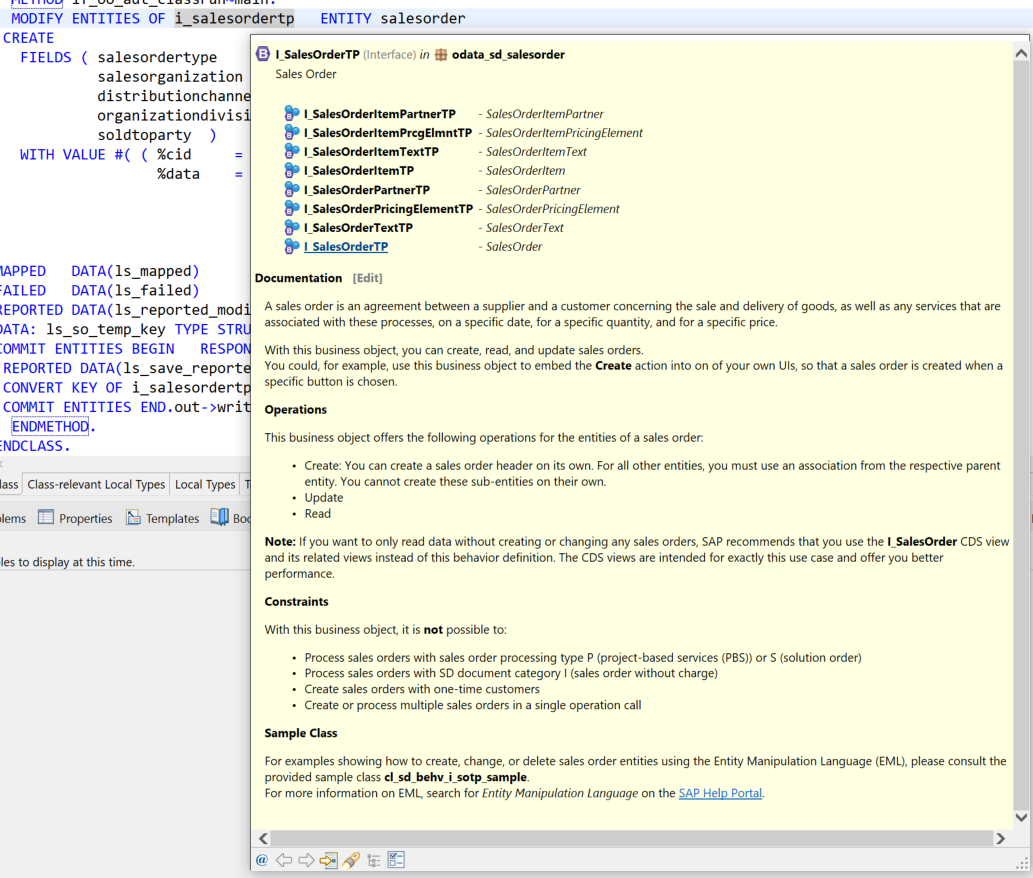 METHOD if_oo_adt_classrun~main.
MODIFY ENTITIES OF i_salesordertp ENTITY salesorder
CREATE
FIELDS ( salesordertype
salesorganization
distributionchanne
organizationdivisi
soldtoparty )
WITH VALUE #( ( %cid =
%data =
MAPPED DATA(ls_mapped)
FAILED DATA(ls_failed)
REPORTED DATA(ls_reported_modi
DATA: ls_so_temp_key TYPE STRU
COMMIT ENTITIES BEGIN RESPON
REPORTED DATA(ls_save_reporte
CONVERT KEY OF i_salesordertp
COMMIT ENTITIES END.out->writ
ENDMETHOD.
ENDCLASS.
lass Class-relevant Local Types Local Types T
blems Properties Templates Boo
les to display at this time.
I_SalesOrderTP (Interface) in odata_sd_salesorder
Sales Order
I_SalesOrderItemPartnerTP - SalesOrderItemPartner
I_SalesOrderItemPrcgElmntTP - SalesOrderItemPricingElement
I_SalesOrderItemTextTP - SalesOrderItemText
I_SalesOrderItemTP - SalesOrderItem
I_SalesOrderPartnerTP - SalesOrderPartner
I_SalesOrderPricingElementTP - SalesOrderPricingElement
I_SalesOrderTextTP - SalesOrderText
I_SalesOrderTP - SalesOrder
Documentation [Edit]
A sales order is an agreement between a supplier and a customer concerning the sale and delivery of goods, as well as any services that are
associated with these processes, on a specific date, for a specific quantity, and for a specific price.
With this business object, you can create, read, and update sales orders.
You could, for example, use this business object to embed the Create action into on of your own UIs, so that a sales order is created when a
specific button is chosen.
Operations
This business object offers the following operations for the entities of a sales order:
• Create: You can create a sales order header on its own. For all other entities, you must use an association from the respective parent
entity. You cannot create these sub-entities on their own.
• Update
• Read
Note: If you want to only read data without creating or changing any sales orders, SAP recommends that you use the I_SalesOrder CDS view
and its related views instead of this behavior definition. The CDS views are intended for exactly this use case and offer you better
performance.
Constraints
With this business object, it is not possible to:
• Process sales orders with sales order processing type P (project-based services (PBS)) or S (solution order)
• Process sales orders with SD document category I (sales order without charge)
• Create sales orders with one-time customers
• Create or process multiple sales orders in a single operation call
Sample Class
For examples showing how to create, change, or delete sales order entities using the Entity Manipulation Language (EML), please consult the
provided sample class cl_sd_behv_i_sotp_sample.
For more information on EML, search for Entity Manipulation Language on the SAP Help Portal.